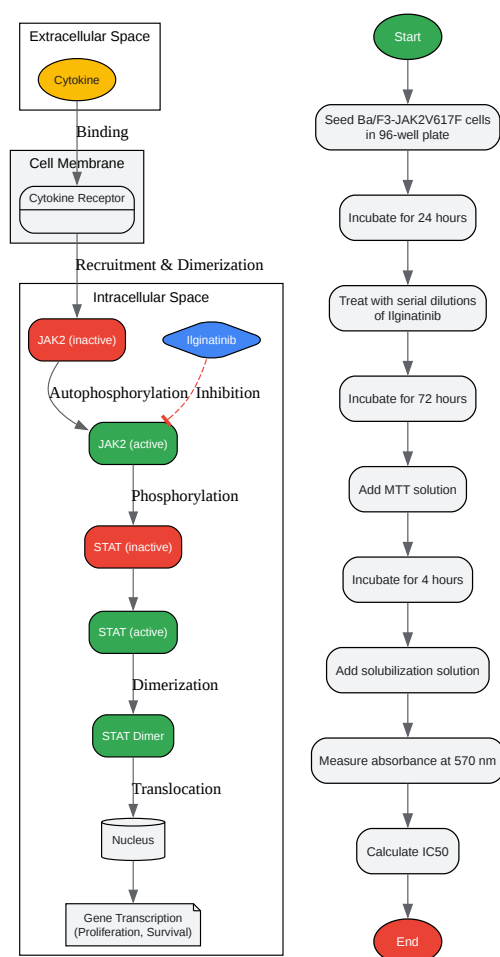 Extracellular Space
Cytokine
Binding
Cell Membrane
Cytokine Receptor
Recruitment & Dimerization
Intracellular Space
JAK2 (inactive)
Ilginatinib
Autophosphorylation
Inhibition
JAK2 (active)
Phosphorylation
STAT (inactive)
STAT (active)
Dimerization
STAT Dimer
Translocation
Nucleus
Gene Transcription
(Proliferation, Survival)
Start
Seed Ba/F3-JAK2V617F cells
in 96-well plate
Incubate for 24 hours
Treat with serial dilutions
of Ilginatinib
Incubate for 72 hours
Add MTT solution
Incubate for 4 hours
Add solubilization solution
Measure absorbance at 570 nm
Calculate IC50
End